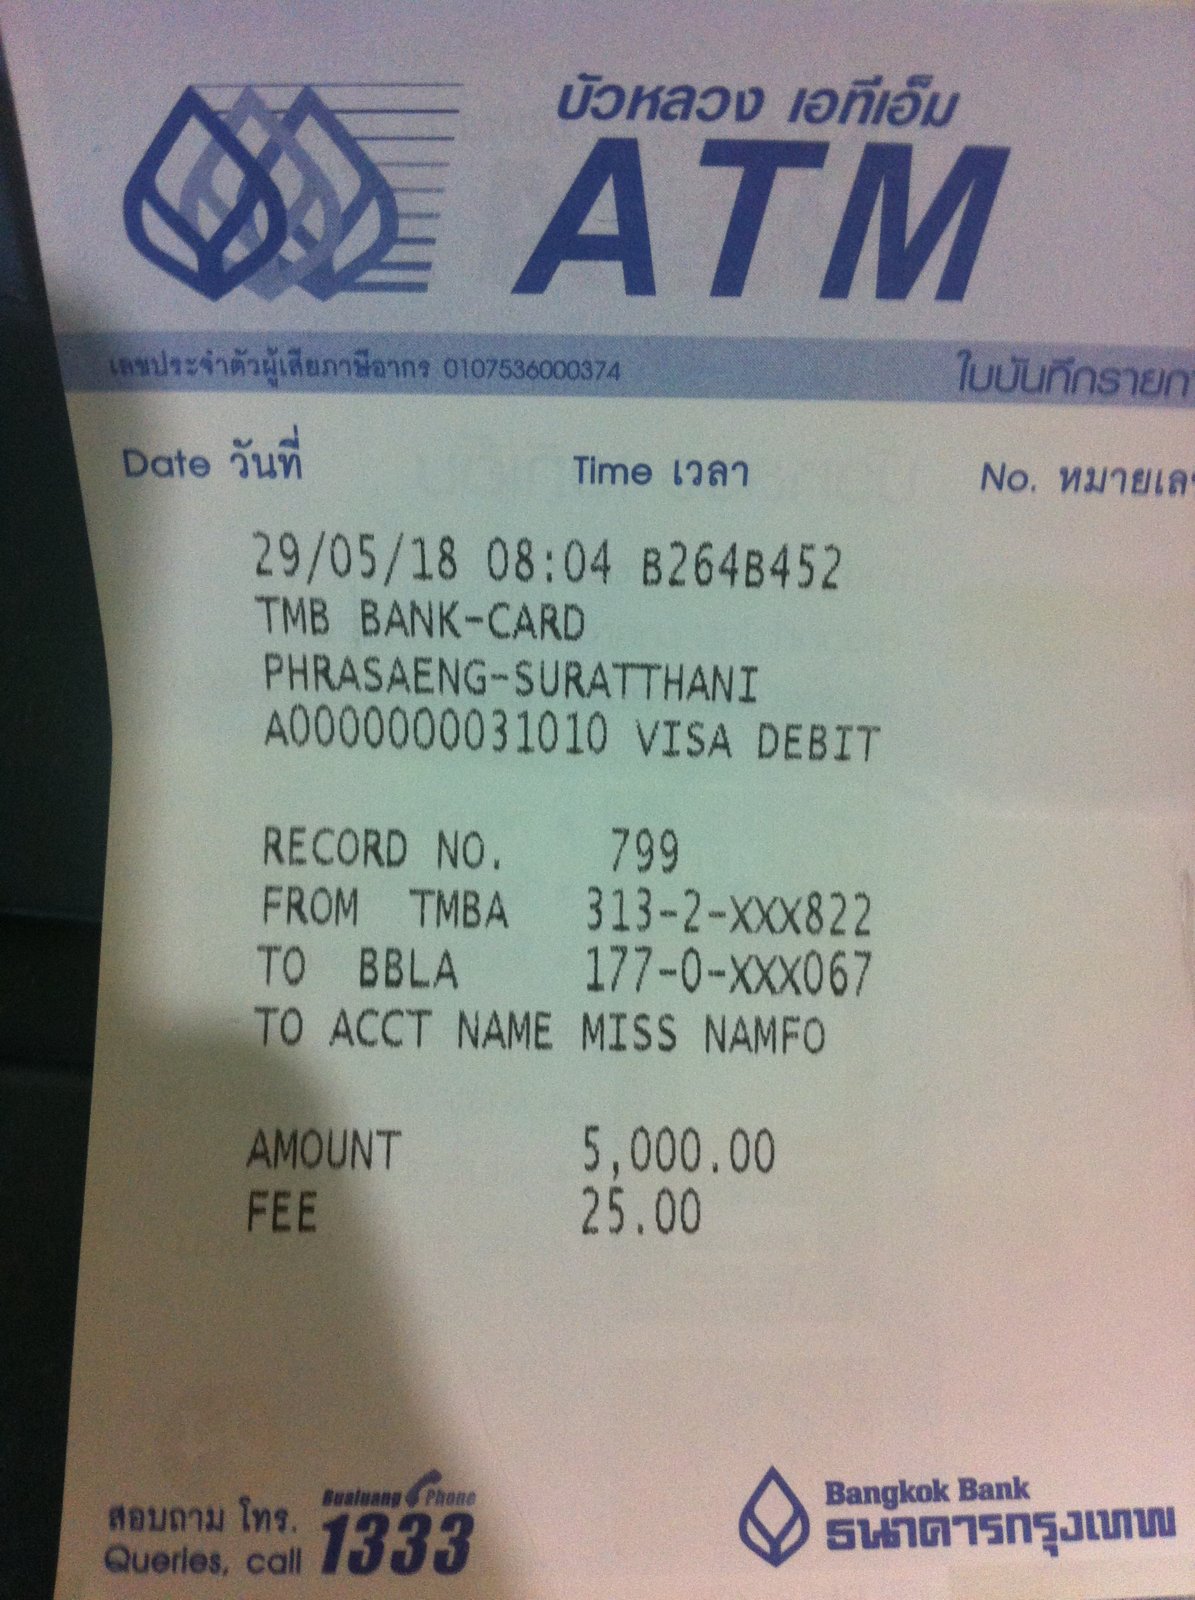 บัวหลวง เอทีเอ็ม
ATM
เลขประจำตัวผู้เสียภาษีอากร 0107536000374 ใบบันทึกรายกา
Date วันที่ Time เวลา No. หมายเลข
29/05/18 08:04 B264B452
TMB BANK-CARD
PHRASAENG-SURATTHANI
A0000000031010 VISA DEBIT
RECORD NO. 799
FROM TMBA 313-2-XXX822
TO BBLA 177-0-XXX067
TO ACCT NAME MISS NAMFO
AMOUNT 5,000.00
FEE 25.00
สอบถาม โทร. Bualuang Phone
Queries, call 1333
Bangkok Bank
ธนาคารกรุงเทพ